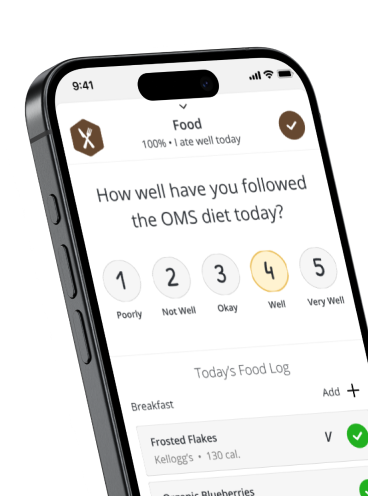 9:41
Food
100% • I ate well today
How well have you followed
the OMS diet today?
1 2 3 4 5
Poorly Not Well Okay Well Very Well
Today's Food Log
Breakfast Add +
Frosted Flakes V
Kellogg's • 130 cal.
Organic Blueberries